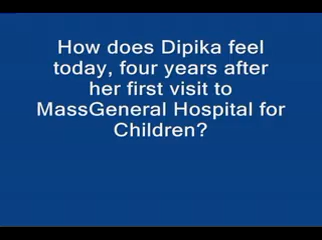 How does Dipika feel
today, four years after
her first visit to
MassGeneral Hospital for
Children?